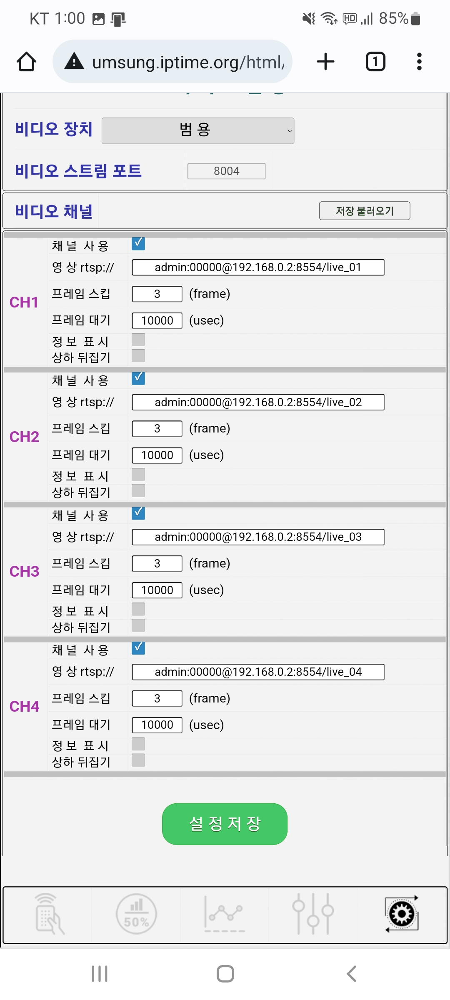 KT 1:00 HD 85%
umsung.iptime.org/html/ 1
비디오 장치 범 용
비디오 스트림 포트 8004
비디오 채널 저장 불러오기
채 널 사 용
영 상 rtsp:// admin:00000@192.168.0.2:8554/live_01
프레임 스킵 3 (frame)
CH1
프레임 대기 10000 (usec)
정 보 표 시
상하 뒤집기
채 널 사 용
영 상 rtsp:// admin:00000@192.168.0.2:8554/live_02
프레임 스킵 3 (frame)
CH2
프레임 대기 10000 (usec)
정 보 표 시
상하 뒤집기
채 널 사 용
영 상 rtsp:// admin:00000@192.168.0.2:8554/live_03
프레임 스킵 3 (frame)
CH3
프레임 대기 10000 (usec)
정 보 표 시
상하 뒤집기
채 널 사 용
영 상 rtsp:// admin:00000@192.168.0.2:8554/live_04
프레임 스킵 3 (frame)
CH4
프레임 대기 10000 (usec)
정 보 표 시
상하 뒤집기
설 정 저 장
50%